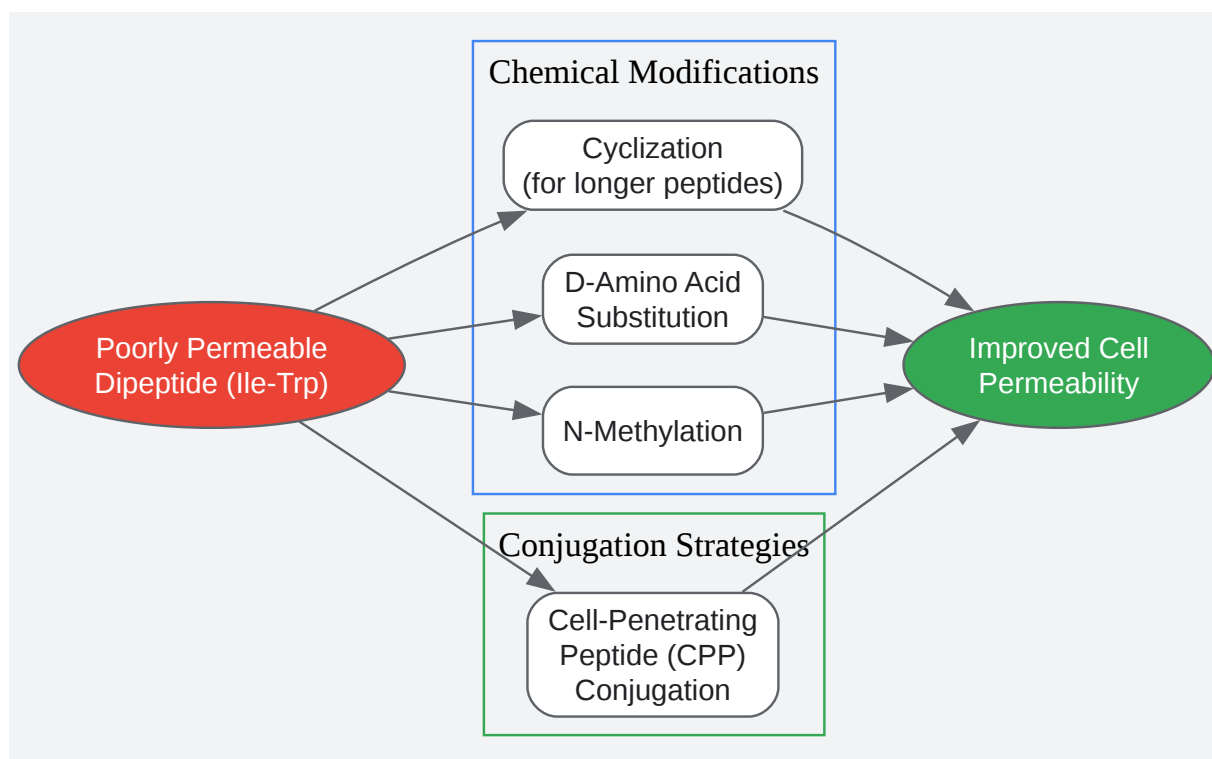 Chemical Modifications
Cyclization
(for longer peptides)
D-Amino Acid
Substitution
N-Methylation
Poorly Permeable
Dipeptide (Ile-Trp)
Improved Cell
Permeability
Conjugation Strategies
Cell-Penetrating
Peptide (CPP)
Conjugation